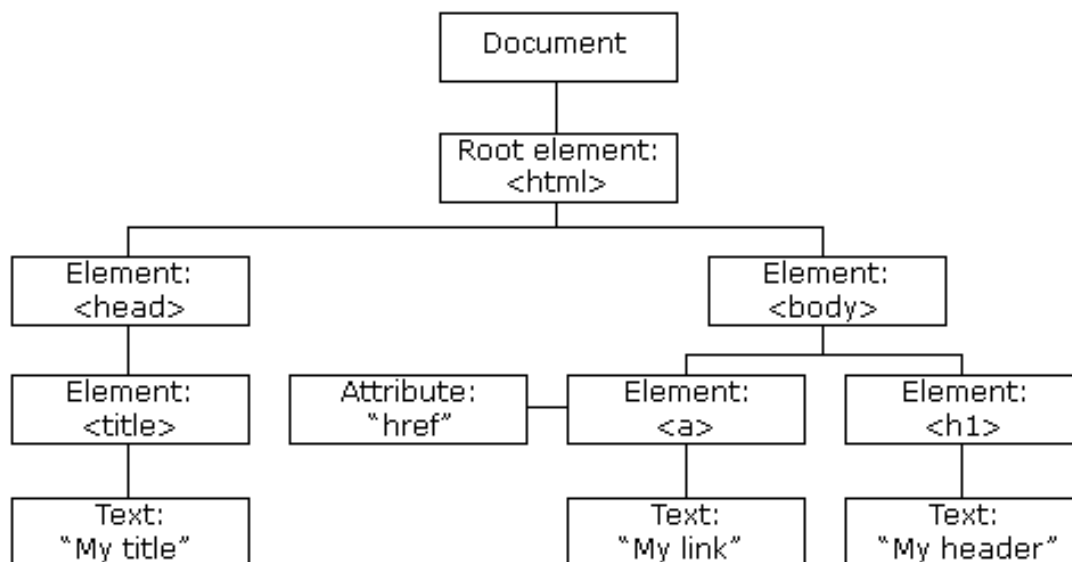 Document
Root element:
<html>
Element:
<head>
Element:
<body>
Element:
<title>
Attribute:
“href”
Element:
<a>
Element:
<h1>
Text:
“My title”
Text:
“My link”
Text:
“My header”